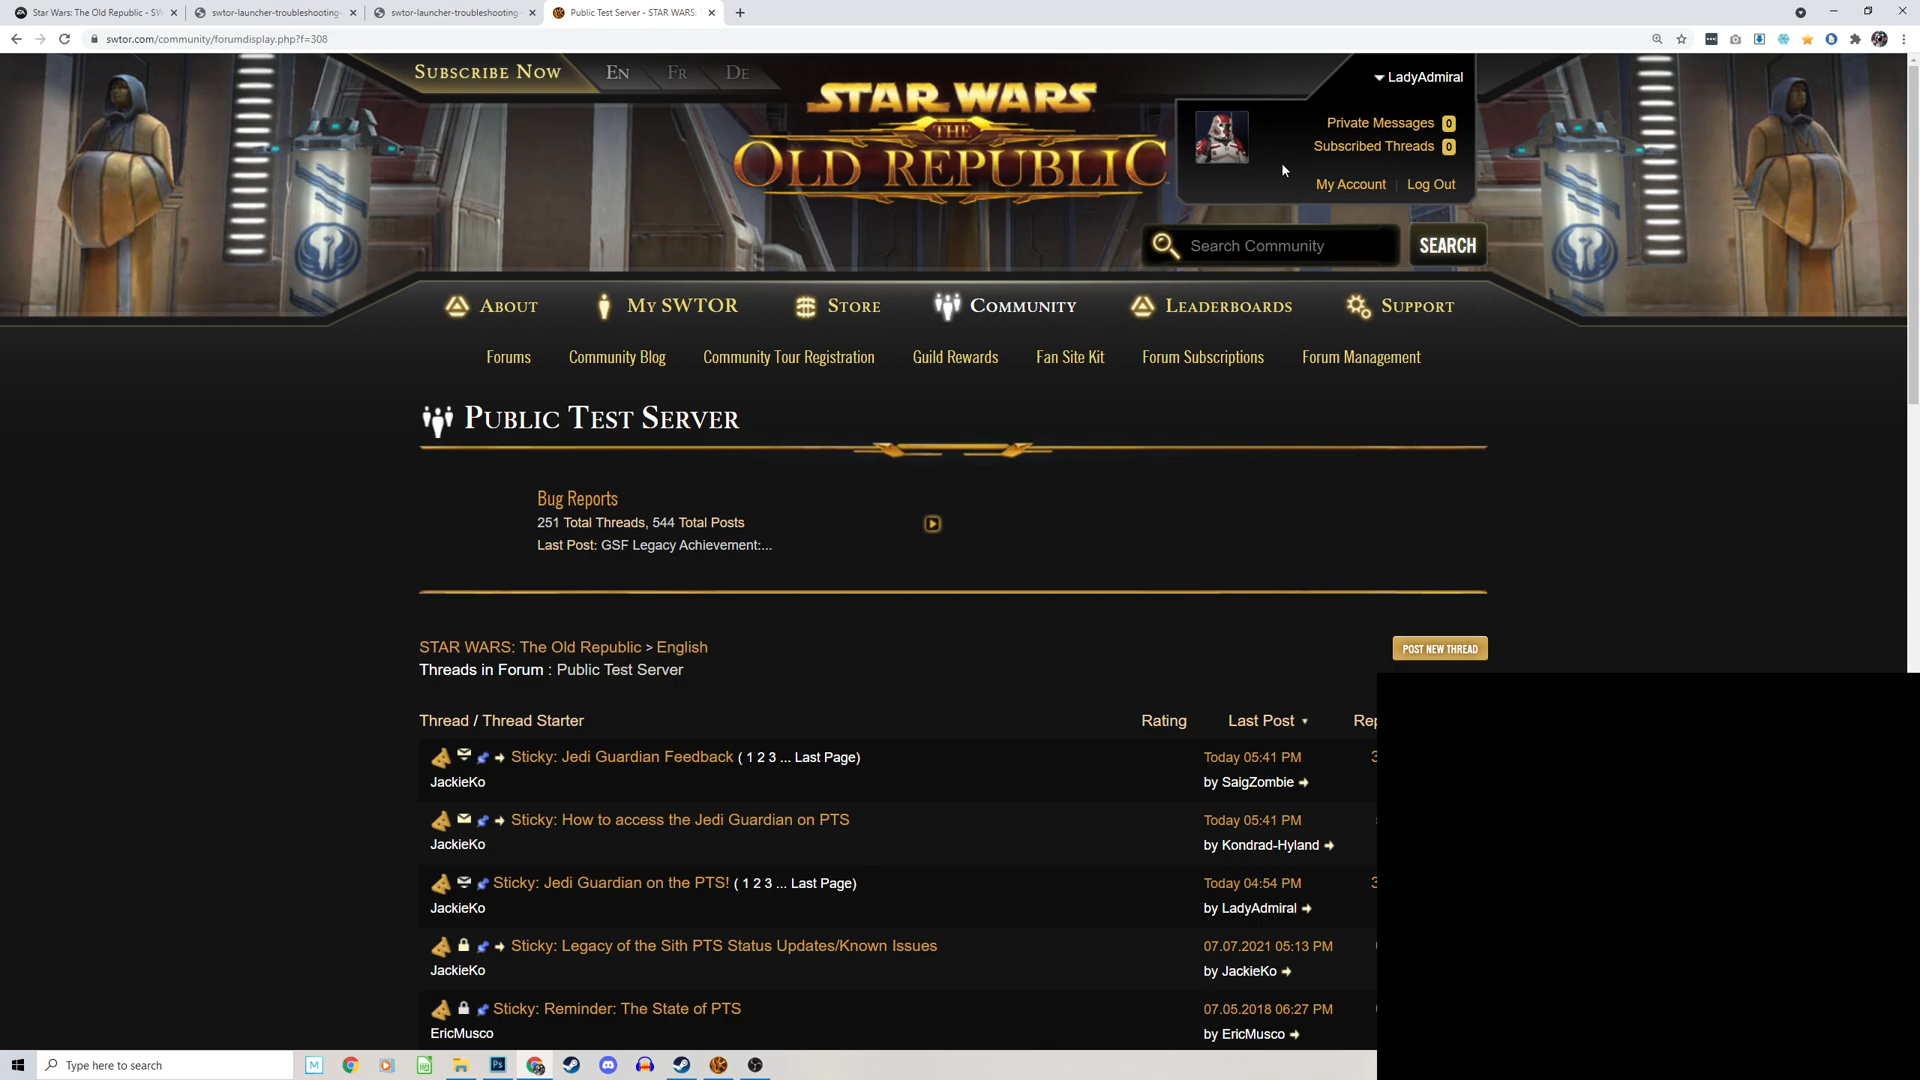 Star Wars: The Old Republic - SW
swtor-launcher-troubleshooting-
swtor-launcher-troubleshooting-
Public Test Server - STAR WARS:
swtor.com/community/forumdisplay.php?f=308
SUBSCRIBE NOW
EN
FR
DE
STAR WARS
THE
OLD REPUBLIC
LadyAdmiral
Private Messages 0
Subscribed Threads 0
My Account | Log Out
Search Community
SEARCH
ABOUT
MY SWTOR
STORE
COMMUNITY
LEADERBOARDS
SUPPORT
Forums
Community Blog
Community Tour Registration
Guild Rewards
Fan Site Kit
Forum Subscriptions
Forum Management
PUBLIC TEST SERVER
Bug Reports
251 Total Threads, 544 Total Posts
Last Post: GSF Legacy Achievement:...
STAR WARS: The Old Republic > English
POST NEW THREAD
Threads in Forum : Public Test Server
Thread / Thread Starter
Rating
Last Post
Rep
Sticky: Jedi Guardian Feedback ( 1 2 3 ... Last Page)
Today 05:41 PM
3
JackieKo
by SaigZombie
Sticky: How to access the Jedi Guardian on PTS
Today 05:41 PM
JackieKo
by Kondrad-Hyland
Sticky: Jedi Guardian on the PTS! ( 1 2 3 ... Last Page)
Today 04:54 PM
3
JackieKo
by LadyAdmiral
Sticky: Legacy of the Sith PTS Status Updates/Known Issues
07.07.2021 05:13 PM
JackieKo
by JackieKo
Sticky: Reminder: The State of PTS
07.05.2018 06:27 PM
EricMusco
by EricMusco
Type here to search
M
Ps